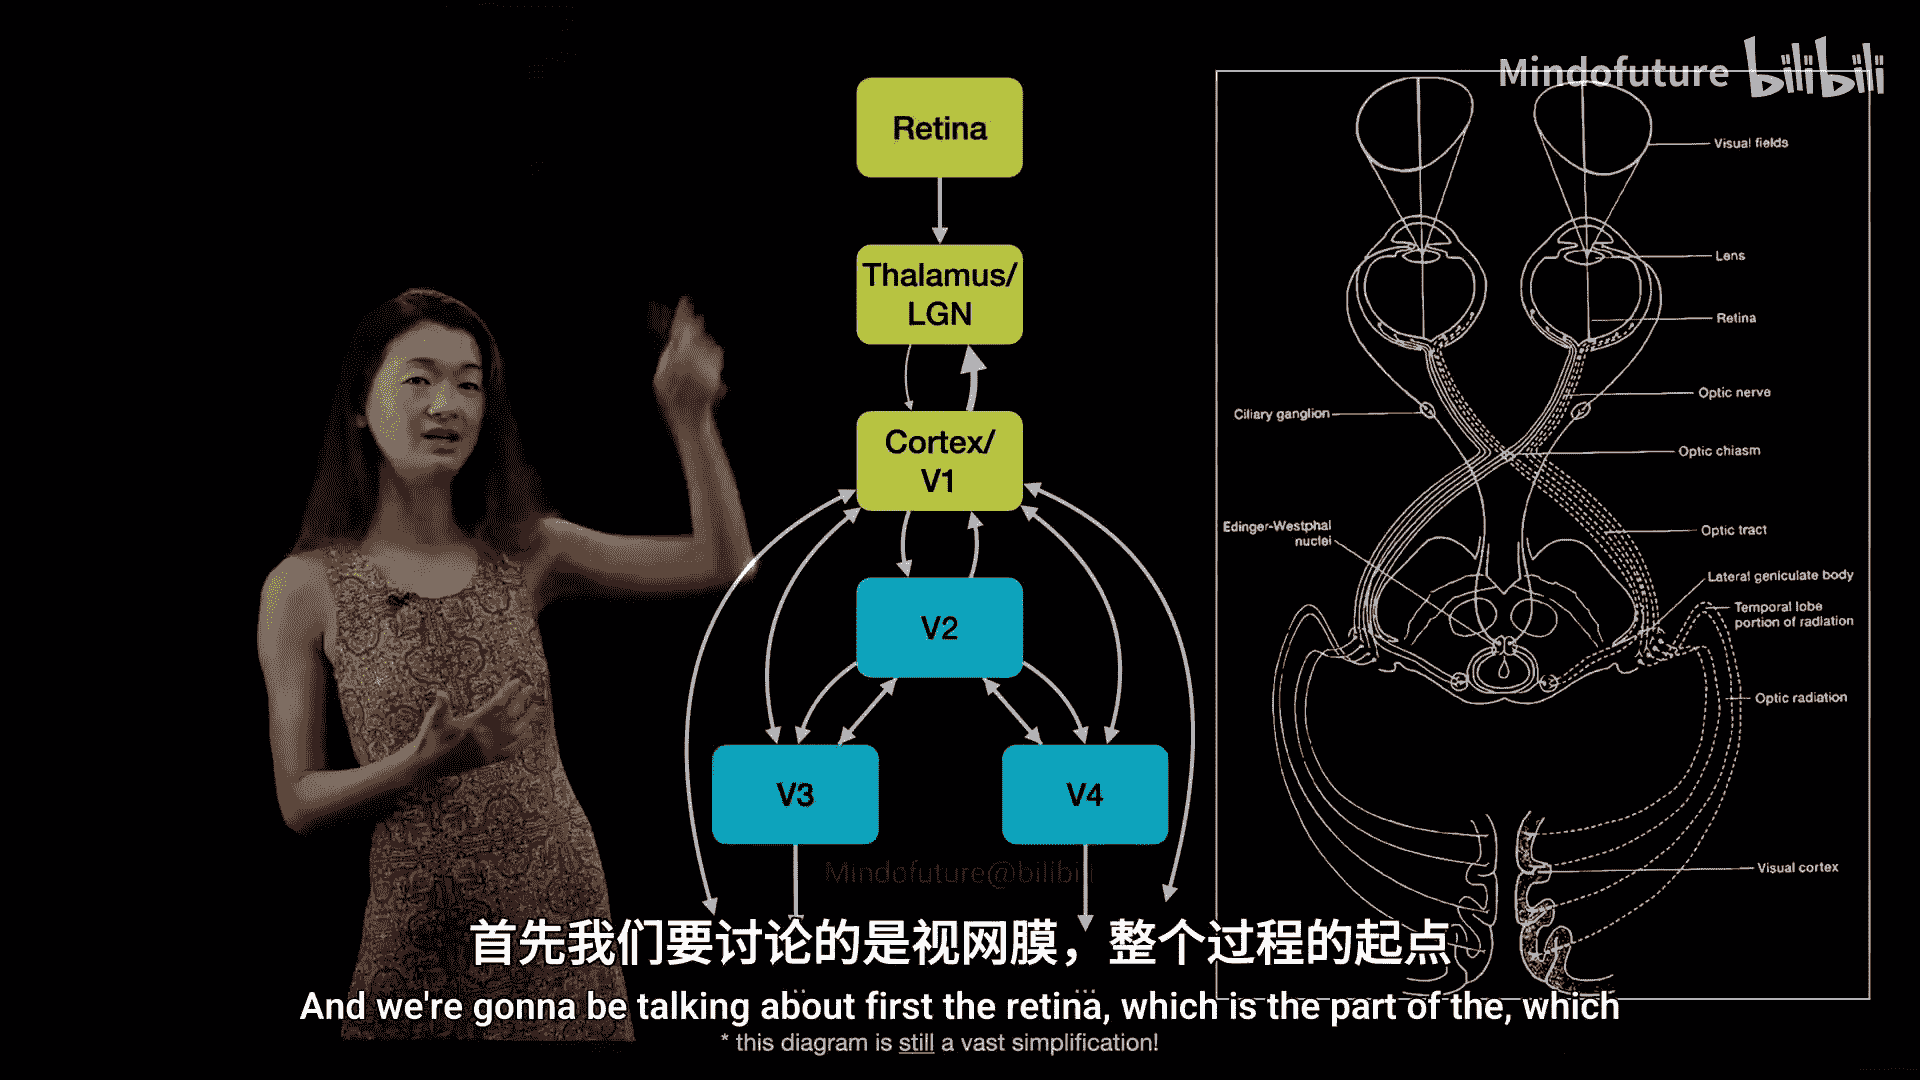 Mindofuture bilibili
Retina
Thalamus/
LGN
Cortex/
V1
V2
V3
V4
Visual fields
Lens
Retina
Optic nerve
Ciliary ganglion
Optic chiasm
Edinger-Westphal
nuclei
Optic tract
Lateral geniculate body
Temporal lobe
portion of radiation
Optic radiation
Visual cortex
Mindofuture@bilibili
首先我们要讨论的是视网膜，整个过程的起点
And we're gonna be talking about first the retina, which is the part of the, which
* this diagram is still a vast simplification!